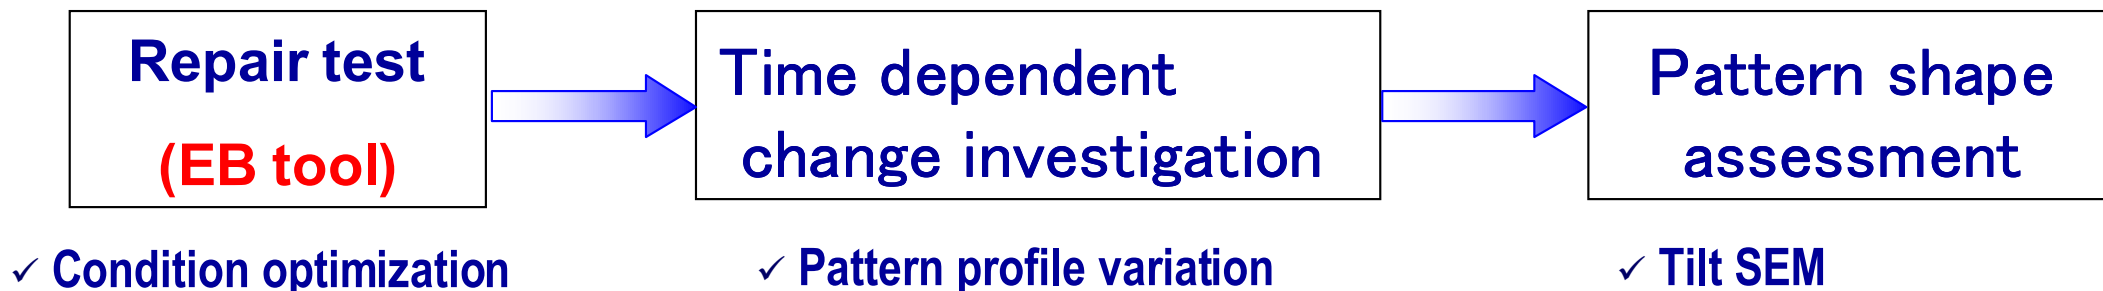 Repair test
(EB tool)
Time dependent
change investigation
Pattern shape
assessment
✓ Condition optimization
✓ Pattern profile variation
✓ Tilt SEM